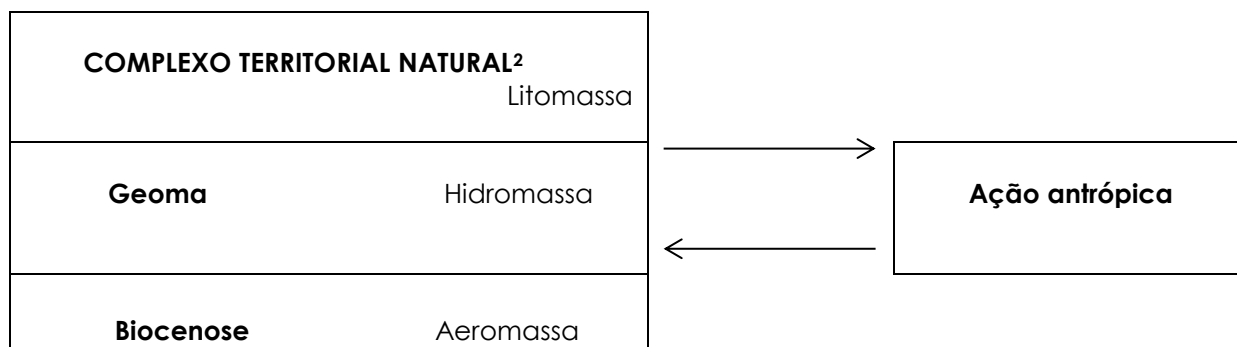 COMPLEXO TERRITORIAL NATURAL²
Litomassa
Geoma Hidromassa
Ação antrópica
Biocenose Aeromassa